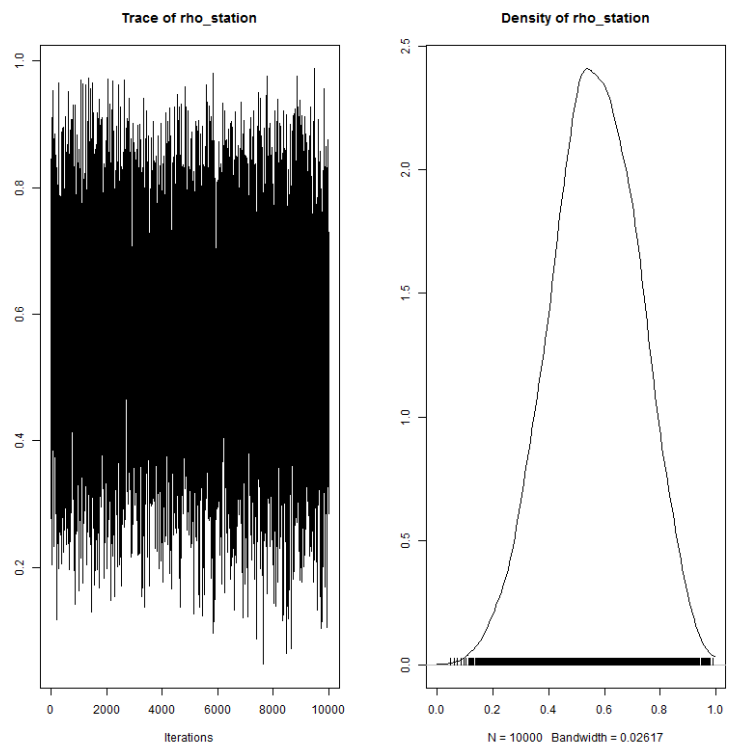 Trace of rho_station
1.0
0.8
0.6
0.4
0.2
0 2000 4000 6000 8000 10000
Iterations
Density of rho_station
2.5
2.0
1.5
1.0
0.5
0.0
0.0 0.2 0.4 0.6 0.8 1.0
N = 10000 Bandwidth = 0.02617